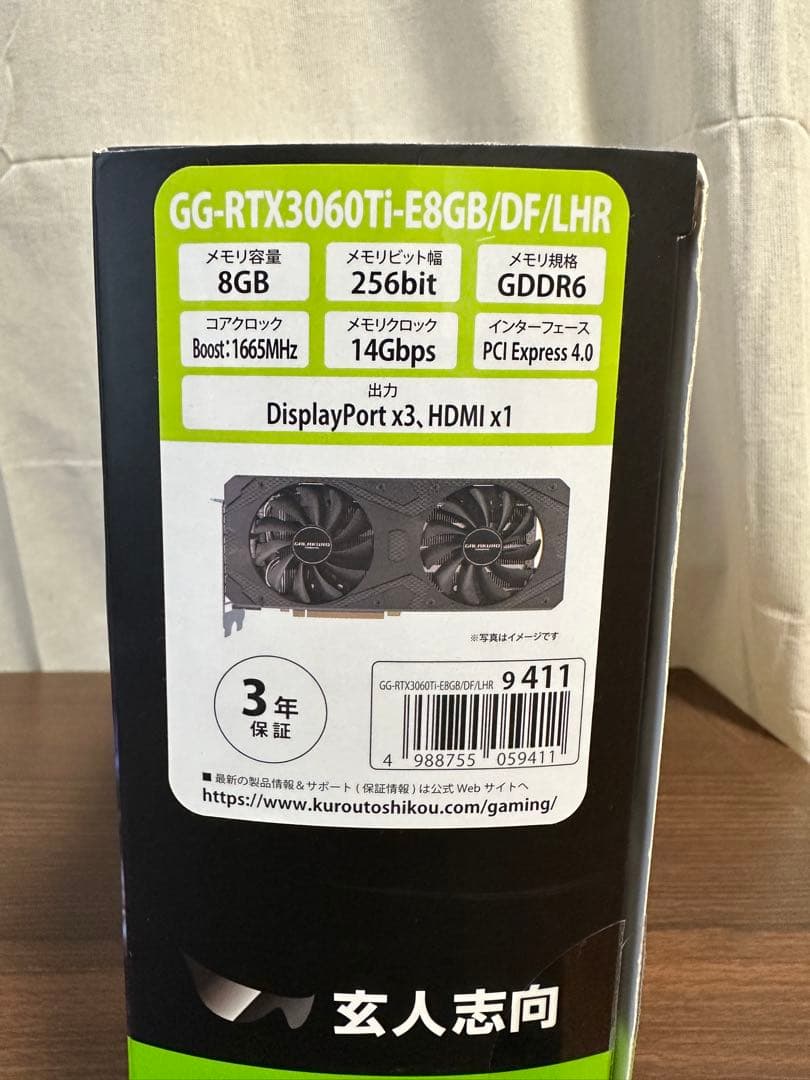 GG-RTX3060Ti-E8GB/DF/LHR
メモリ容量
8GB
メモリビット幅
256bit
メモリ規格
GDDR6
コアクロック
Boost:1665MHz
メモリクロック
14Gbps
インターフェース
PCI Express 4.0
出力
DisplayPort x3、HDMI x1
GALAKURO
GALAKURO
※写真はイメージです
3年
保証
GG-RTX3060Ti-E8GB/DF/LHR 9 411
4 988755 059411
■ 最新の製品情報&サポート(保証情報)は公式 Web サイトへ
https://www.kuroutoshikou.com/gaming/
玄人志向